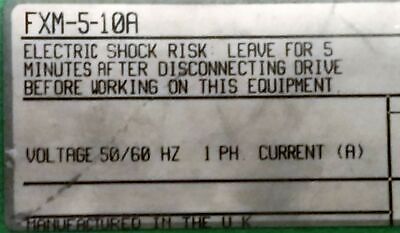 FXM-5-10A
ELECTRIC SHOCK RISK: LEAVE FOR 5
MINUTES AFTER DISCONNECTING DRIVE
BEFORE WORKING ON THIS EQUIPMENT
VOLTAGE 50/60 HZ 1 PH. CURRENT (A)
MANUFACTURED IN THE U.K.